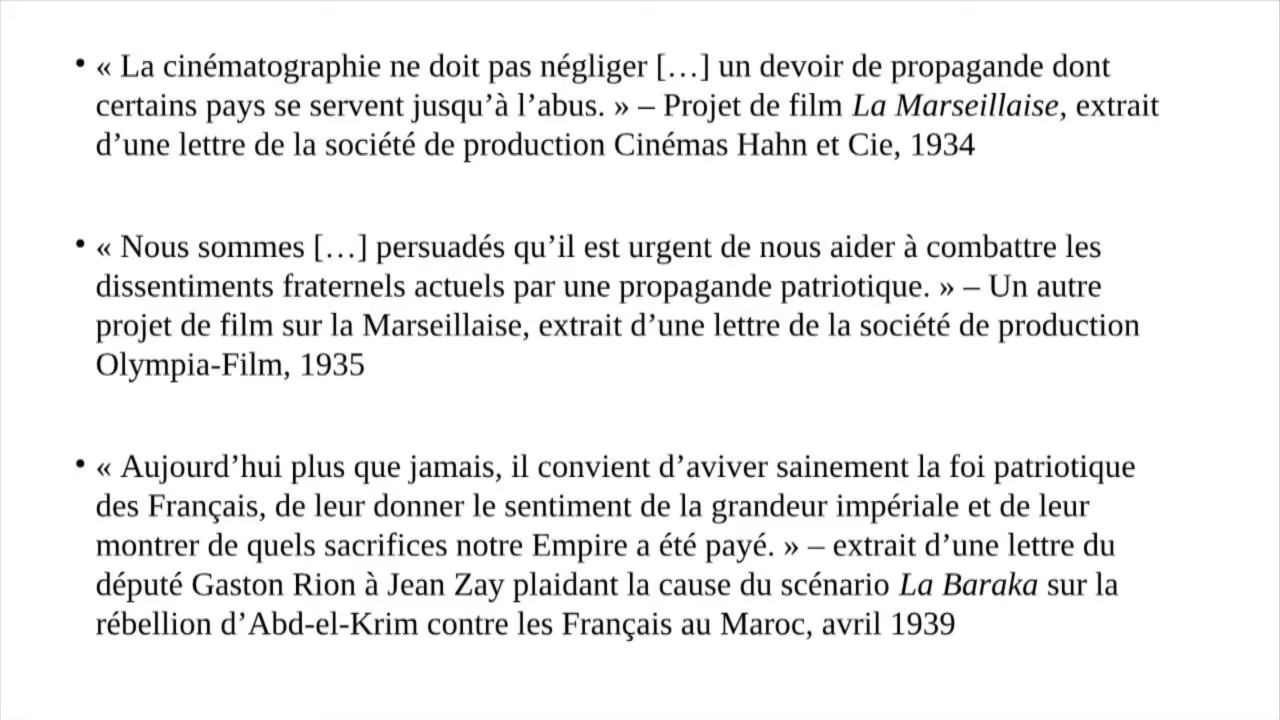 • « La cinématographie ne doit pas négliger […] un devoir de propagande dont
certains pays se servent jusqu’à l’abus. » – Projet de film La Marseillaise, extrait
d’une lettre de la société de production Cinémas Hahn et Cie, 1934
• « Nous sommes […] persuadés qu’il est urgent de nous aider à combattre les
dissentiments fraternels actuels par une propagande patriotique. » – Un autre
projet de film sur la Marseillaise, extrait d’une lettre de la société de production
Olympia-Film, 1935
• « Aujourd’hui plus que jamais, il convient d’aviver sainement la foi patriotique
des Français, de leur donner le sentiment de la grandeur impériale et de leur
montrer de quels sacrifices notre Empire a été payé. » – extrait d’une lettre du
député Gaston Rion à Jean Zay plaidant la cause du scénario La Baraka sur la
rébellion d’Abd-el-Krim contre les Français au Maroc, avril 1939